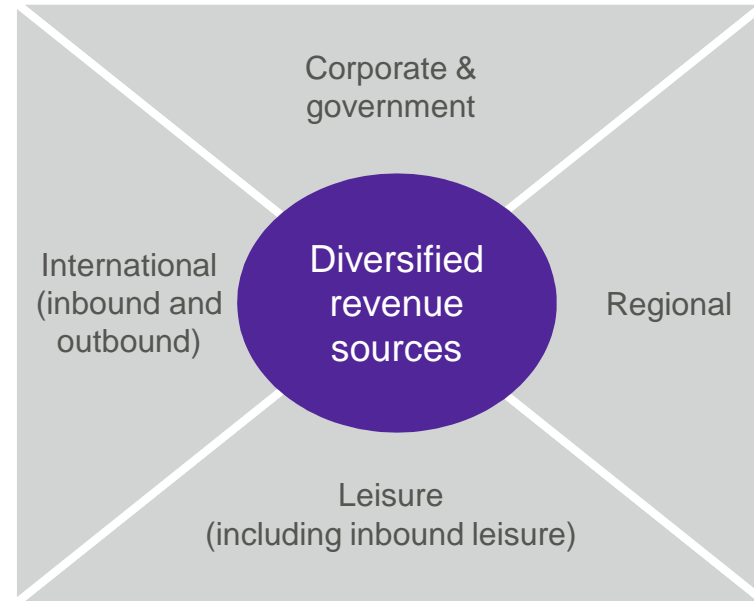 Corporate &
government
International
(inbound and
outbound)
Diversified
revenue
sources
Regional
Leisure
(including inbound leisure)